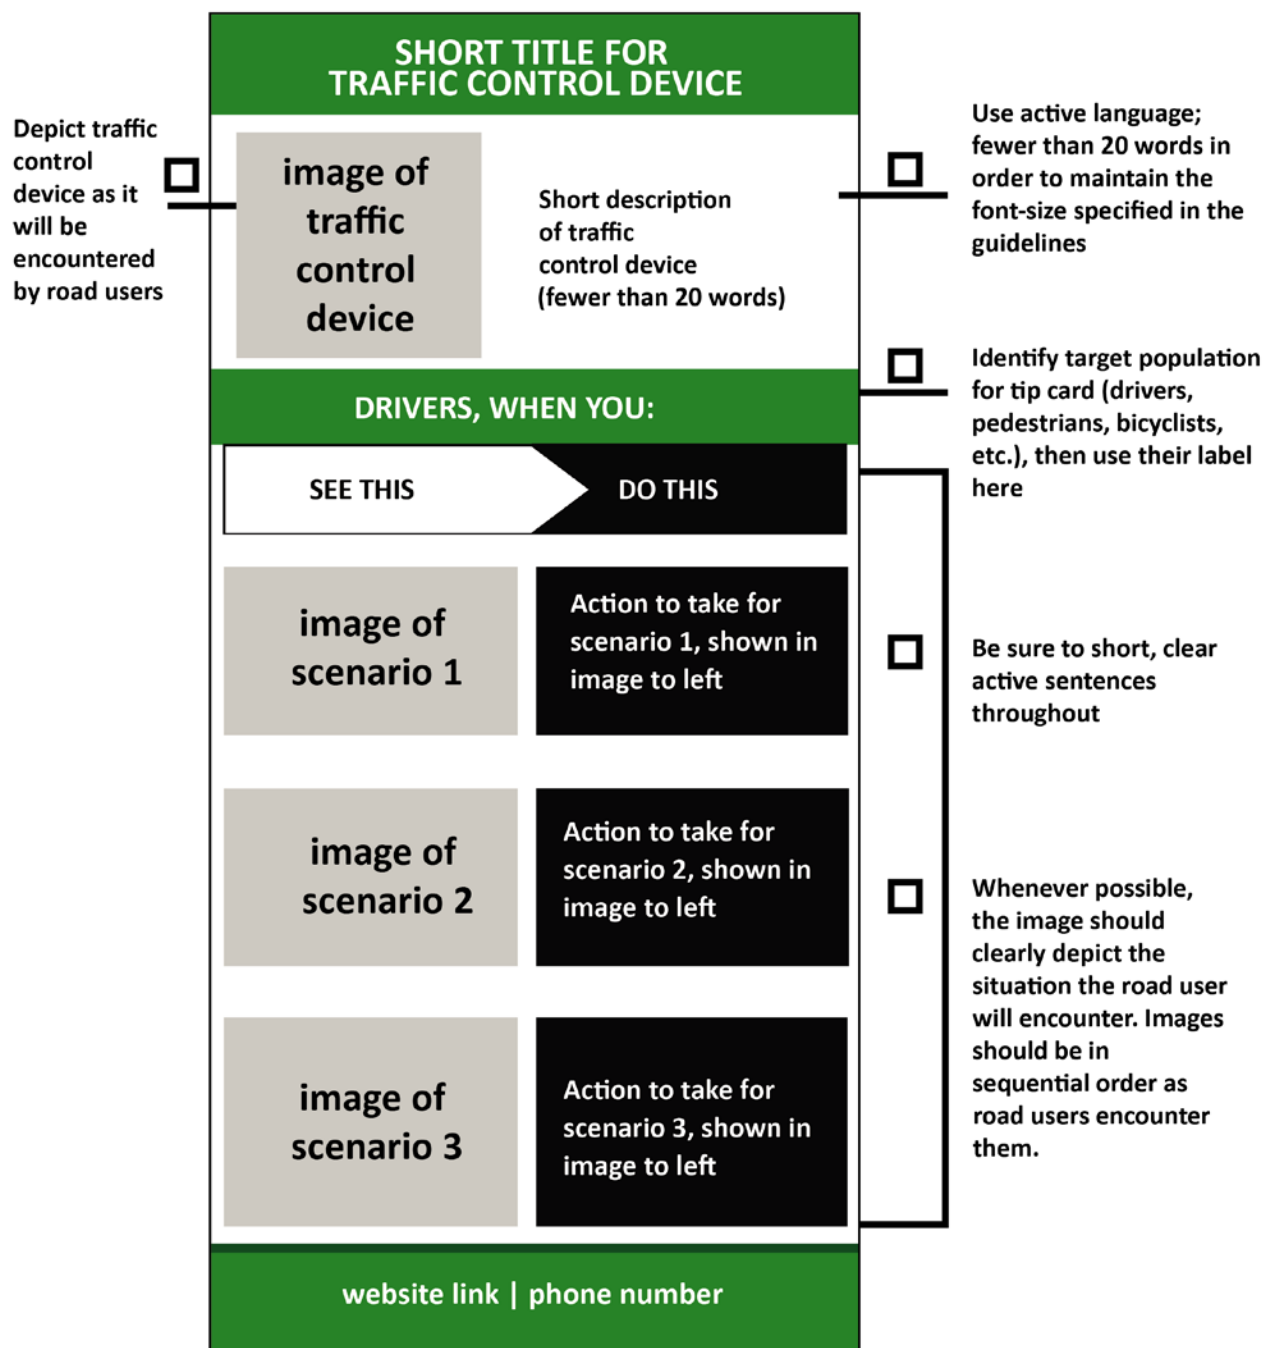 SHORT TITLE FOR
TRAFFIC CONTROL DEVICE
Depict traffic
control
device as it
will be
encountered
by road users
image of
traffic
control
device
Short description
of traffic
control device
(fewer than 20 words)
Use active language;
fewer than 20 words in
order to maintain the
font-size specified in the
guidelines
DRIVERS, WHEN YOU:
Identify target population
for tip card (drivers,
pedestrians, bicyclists,
etc.), then use their label
here
SEE THIS
DO THIS
image of
scenario 1
Action to take for
scenario 1, shown in
image to left
Be sure to short, clear
active sentences
throughout
image of
scenario 2
Action to take for
scenario 2, shown in
image to left
Whenever possible,
the image should
clearly depict the
situation the road user
will encounter. Images
should be in
sequential order as
road users encounter
them.
image of
scenario 3
Action to take for
scenario 3, shown in
image to left
website link | phone number